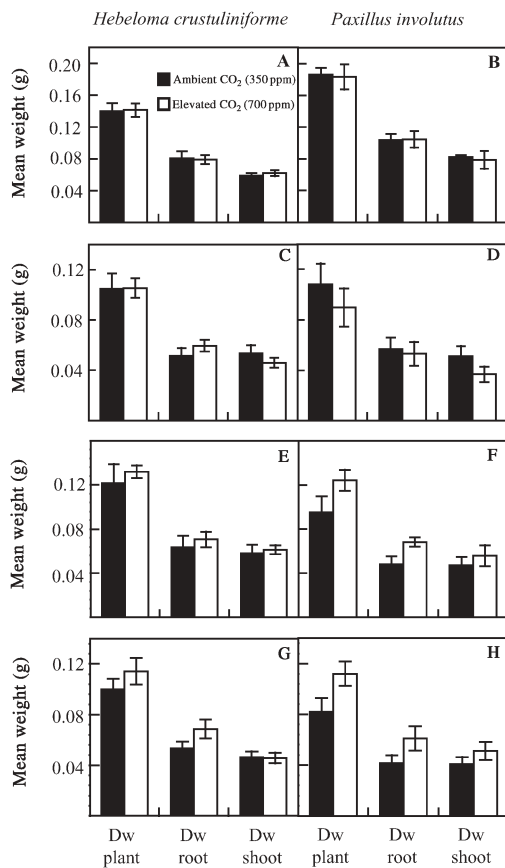 Hebeloma crustuliniforme Paxillus involutus
Mean weight (g)
0.20
0.16
0.12
0.08
0.04
A
Ambient CO2 (350 ppm)
Elevated CO2 (700 ppm)
B
Mean weight (g)
0.12
0.08
0.04
C
D
Mean weight (g)
0.12
0.08
0.04
E
F
Mean weight (g)
0.12
0.08
0.04
G
H
Dw Dw Dw Dw Dw Dw
plant root shoot plant root shoot